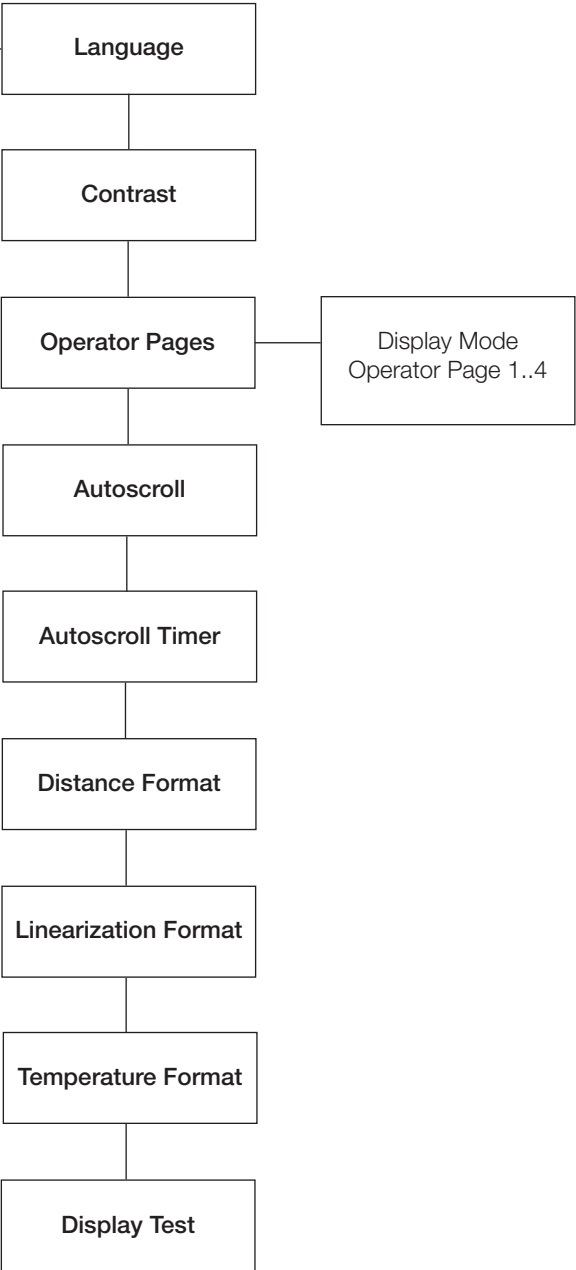 Language
Contrast
Operator Pages
Display Mode
Operator Page 1..4
Autoscroll
Autoscroll Timer
Distance Format
Linearization Format
Temperature Format
Display Test